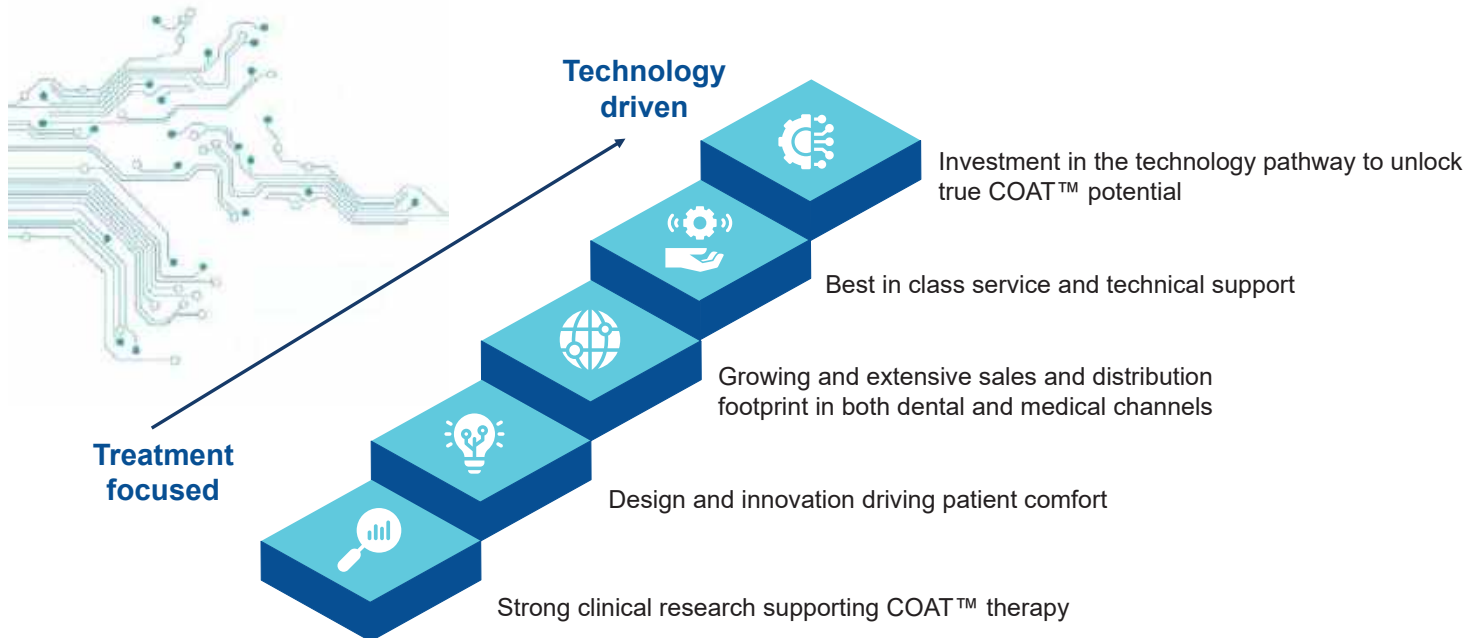 Technology
driven
Investment in the technology pathway to unlock
true COAT™ potential
Best in class service and technical support
Growing and extensive sales and distribution
footprint in both dental and medical channels
Treatment
focused
Design and innovation driving patient comfort
Strong clinical research supporting COAT™ therapy